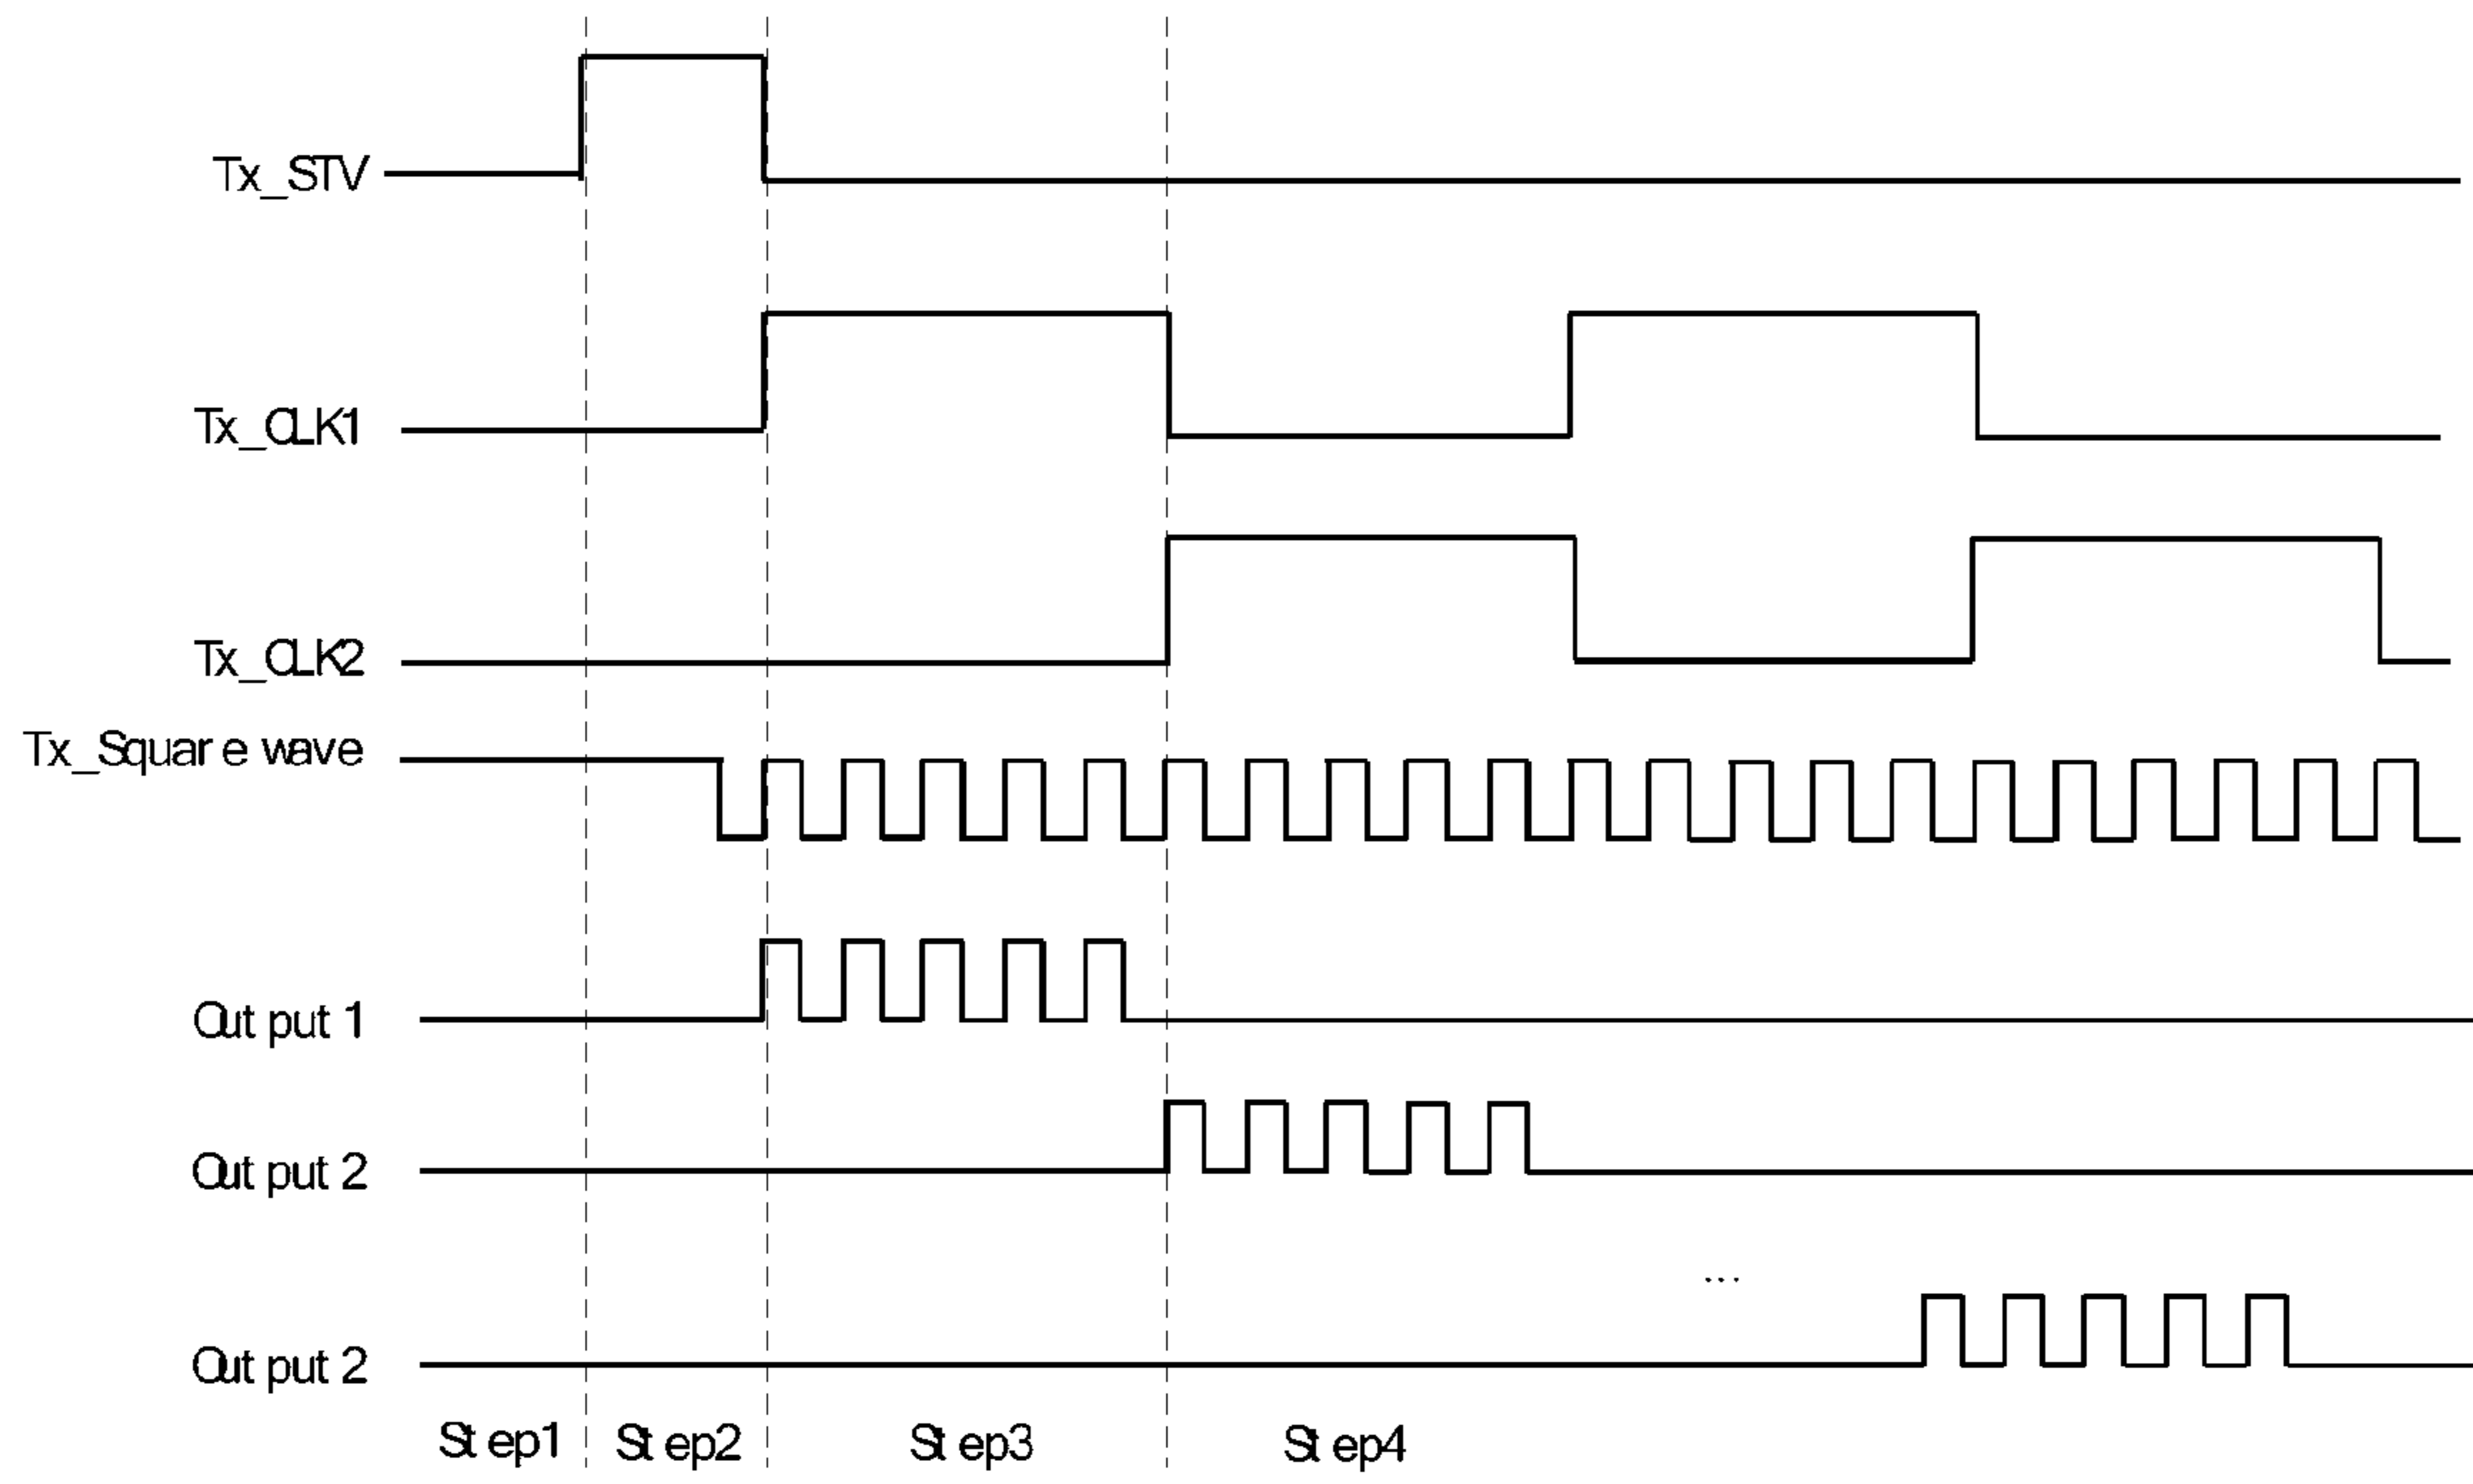 Tx_STV
Tx_CLK1
Tx_CLK2
Tx_Square wave
Output 1
Output 2
...
Output 2
Step1 Step2 Step3 Step4